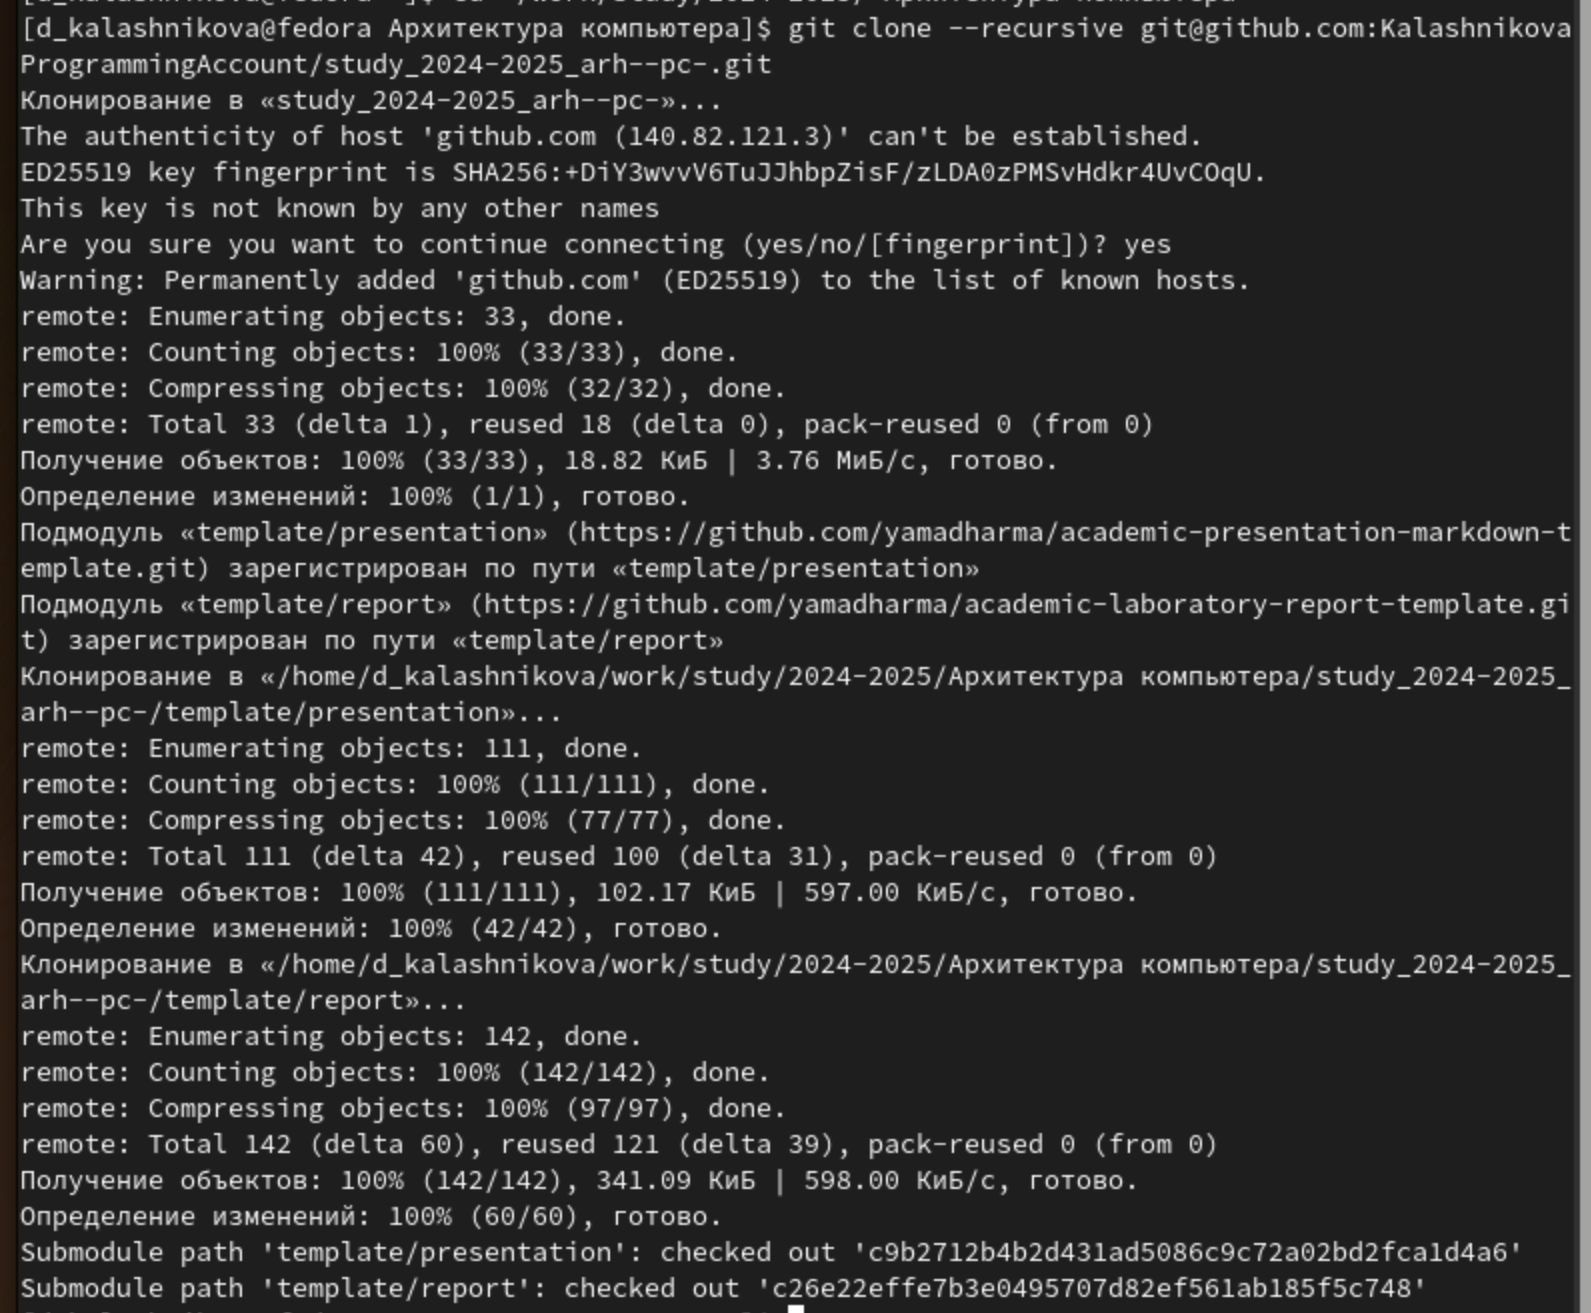 [d_kalashnikova@fedora Архитектура компьютера]$ git clone --recursive git@github.com:Kalashnikova
ProgrammingAccount/study_2024-2025_arh--pc-.git
Клонирование в «study_2024-2025_arh--pc-»...
The authenticity of host 'github.com (140.82.121.3)' can't be established.
ED25519 key fingerprint is SHA256:+DiY3wvvV6TuJJhbpZisF/zLDA0zPMSvHdkr4UvCOqU.
This key is not known by any other names
Are you sure you want to continue connecting (yes/no/[fingerprint])? yes
Warning: Permanently added 'github.com' (ED25519) to the list of known hosts.
remote: Enumerating objects: 33, done.
remote: Counting objects: 100% (33/33), done.
remote: Compressing objects: 100% (32/32), done.
remote: Total 33 (delta 1), reused 18 (delta 0), pack-reused 0 (from 0)
Получение объектов: 100% (33/33), 18.82 КиБ | 3.76 МиБ/с, готово.
Определение изменений: 100% (1/1), готово.
Подмодуль «template/presentation» (https://github.com/yamadharma/academic-presentation-markdown-t
emplate.git) зарегистрирован по пути «template/presentation»
Подмодуль «template/report» (https://github.com/yamadharma/academic-laboratory-report-template.gi
t) зарегистрирован по пути «template/report»
Клонирование в «/home/d_kalashnikova/work/study/2024-2025/Архитектура компьютера/study_2024-2025_
arh--pc-/template/presentation»...
remote: Enumerating objects: 111, done.
remote: Counting objects: 100% (111/111), done.
remote: Compressing objects: 100% (77/77), done.
remote: Total 111 (delta 42), reused 100 (delta 31), pack-reused 0 (from 0)
Получение объектов: 100% (111/111), 102.17 КиБ | 597.00 КиБ/с, готово.
Определение изменений: 100% (42/42), готово.
Клонирование в «/home/d_kalashnikova/work/study/2024-2025/Архитектура компьютера/study_2024-2025_
arh--pc-/template/report»...
remote: Enumerating objects: 142, done.
remote: Counting objects: 100% (142/142), done.
remote: Compressing objects: 100% (97/97), done.
remote: Total 142 (delta 60), reused 121 (delta 39), pack-reused 0 (from 0)
Получение объектов: 100% (142/142), 341.09 КиБ | 598.00 КиБ/с, готово.
Определение изменений: 100% (60/60), готово.
Submodule path 'template/presentation': checked out 'c9b2712b4b2d431ad5086c9c72a02bd2fca1d4a6'
Submodule path 'template/report': checked out 'c26e22effe7b3e0495707d82ef561ab185f5c748'